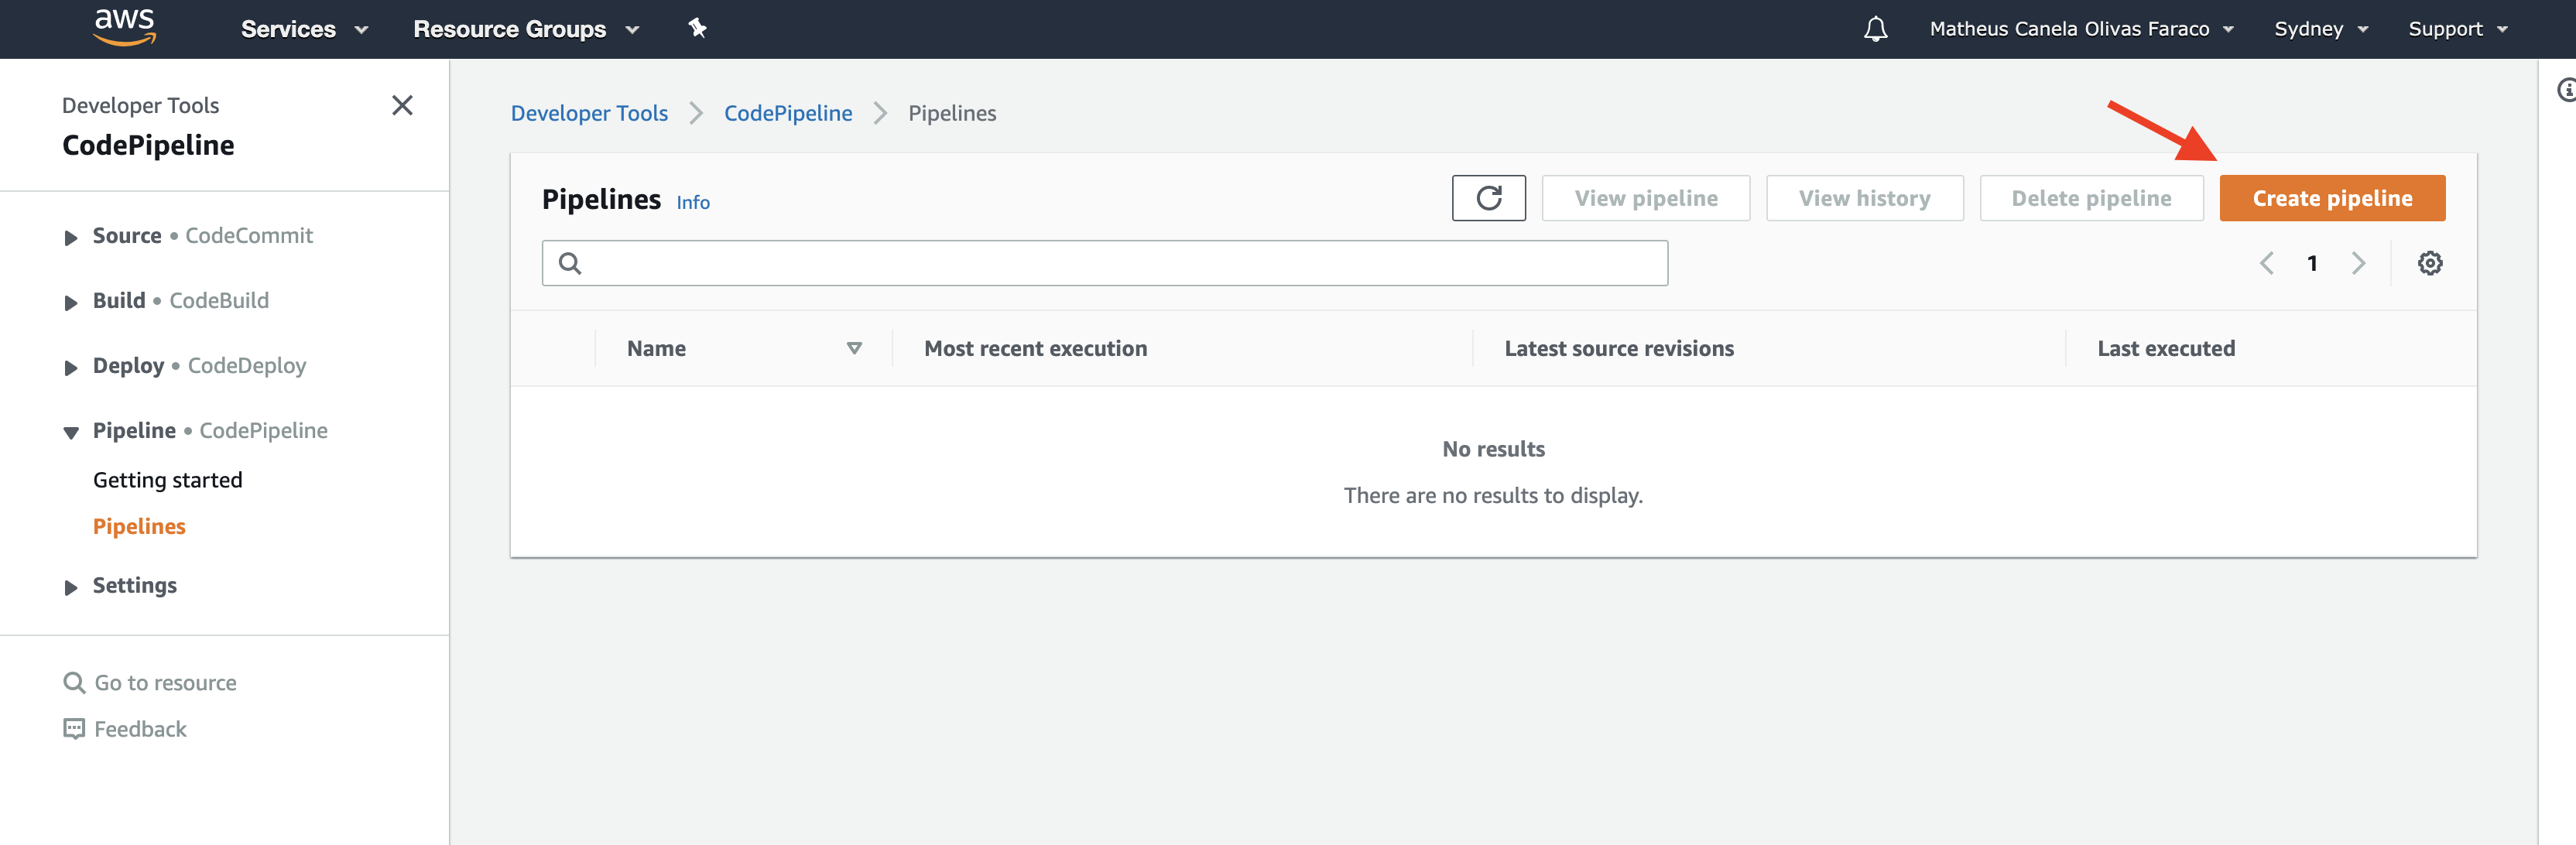 aws Services Resource Groups Matheus Canela Olivas Faraco Sydney Support
Developer Tools
CodePipeline
Source • CodeCommit
Build • CodeBuild
Deploy • CodeDeploy
Pipeline • CodePipeline
Getting started
Pipelines
Settings
Go to resource
Feedback
Developer Tools CodePipeline Pipelines
Pipelines Info View pipeline View history Delete pipeline Create pipeline
1
Name Most recent execution Latest source revisions Last executed
No results
There are no results to display.